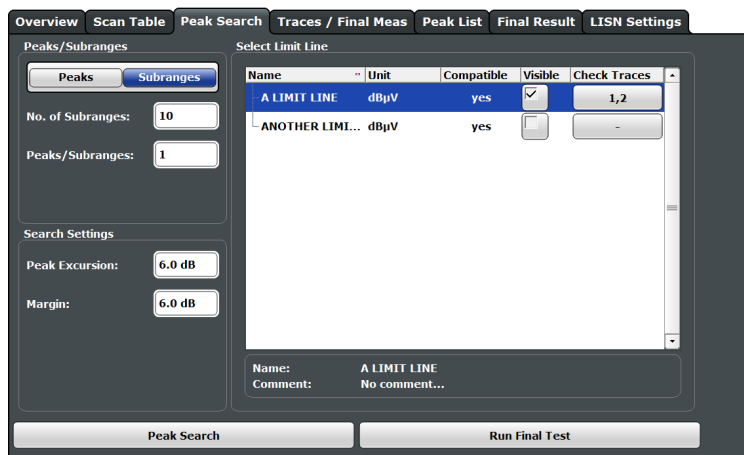 Overview Scan Table Peak Search Traces / Final Meas Peak List Final Result LISN Settings
Peaks/Subranges
Peaks Subranges
No. of Subranges: 10
Peaks/Subranges: 1
Search Settings
Peak Excursion: 6.0 dB
Margin: 6.0 dB
Select Limit Line
Name Unit Compatible Visible Check Traces
A LIMIT LINE dBµV yes 1,2
ANOTHER LIMI... dBµV yes -
Name: A LIMIT LINE
Comment: No comment...
Peak Search Run Final Test